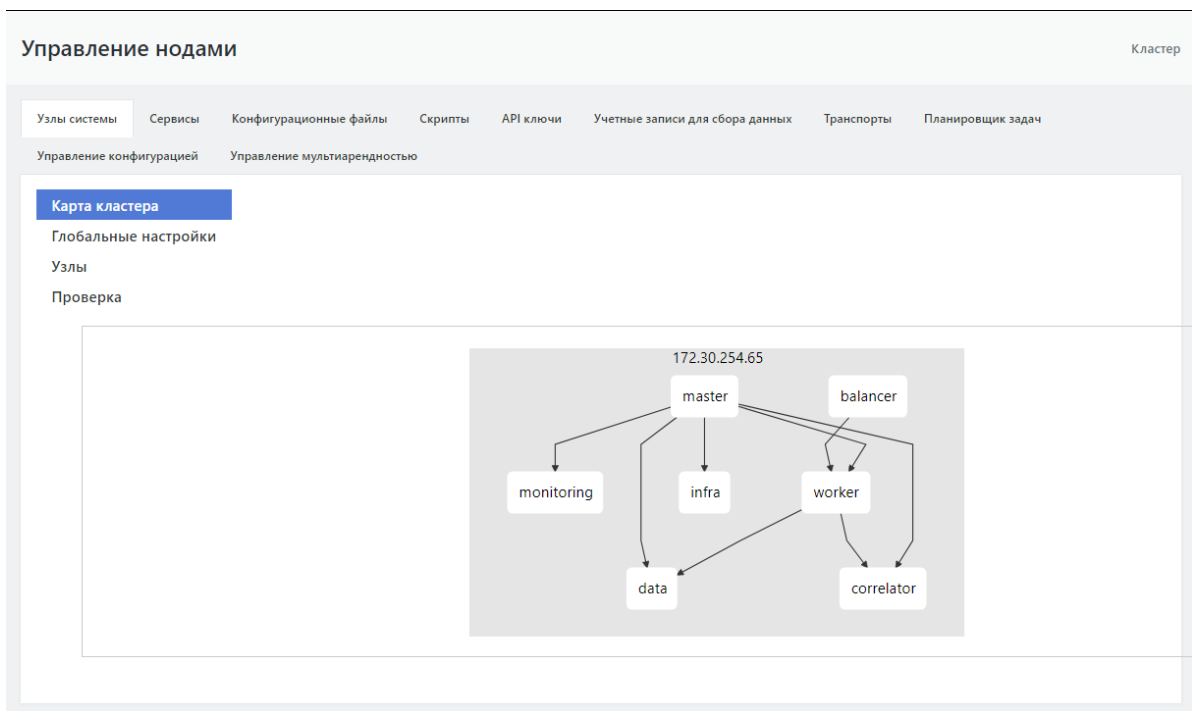 Управление нодами
Кластер
Узлы системы Сервисы Конфигурационные файлы Скрипты API ключи Учетные записи для сбора данных Транспорты Планировщик задач
Управление конфигурацией Управление мультиарендностью
Карта кластера
Глобальные настройки
Узлы
Проверка
172.30.254.65
master balancer
monitoring infra worker
data correlator